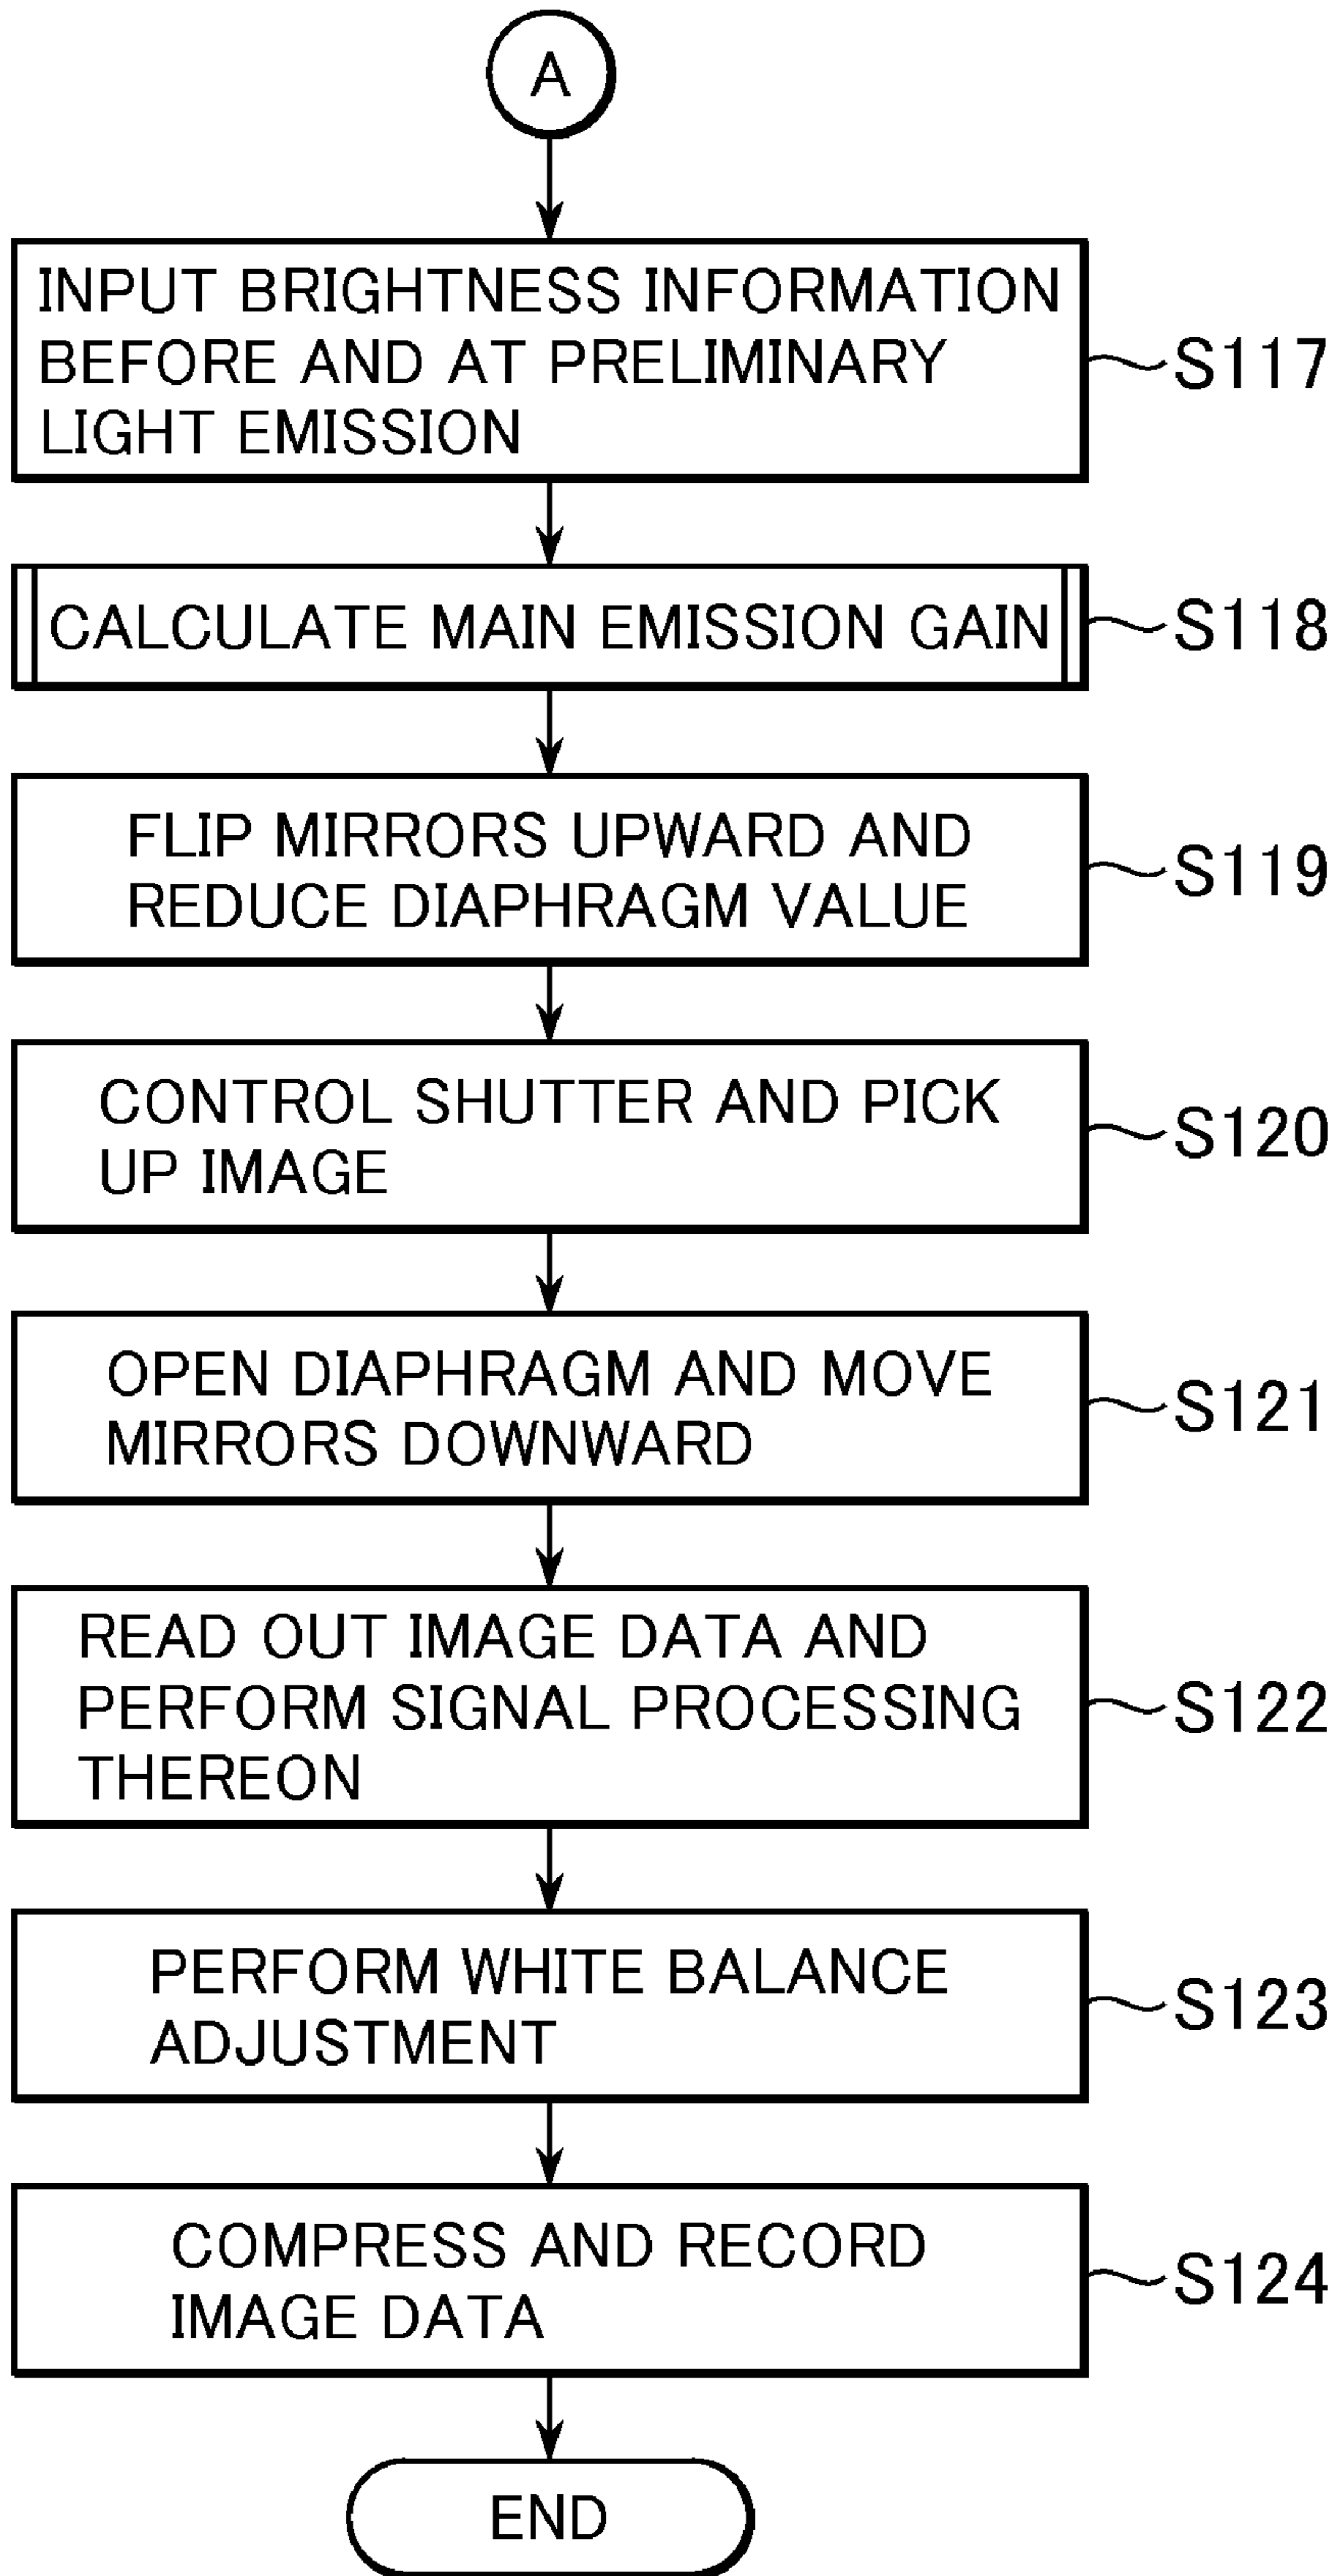 A
INPUT BRIGHTNESS INFORMATION
BEFORE AND AT PRELIMINARY
LIGHT EMISSION
S117
CALCULATE MAIN EMISSION GAIN
S118
FLIP MIRRORS UPWARD AND
REDUCE DIAPHRAGM VALUE
S119
CONTROL SHUTTER AND PICK
UP IMAGE
S120
OPEN DIAPHRAGM AND MOVE
MIRRORS DOWNWARD
S121
READ OUT IMAGE DATA AND
PERFORM SIGNAL PROCESSING
THEREON
S122
PERFORM WHITE BALANCE
ADJUSTMENT
S123
COMPRESS AND RECORD
IMAGE DATA
S124
END